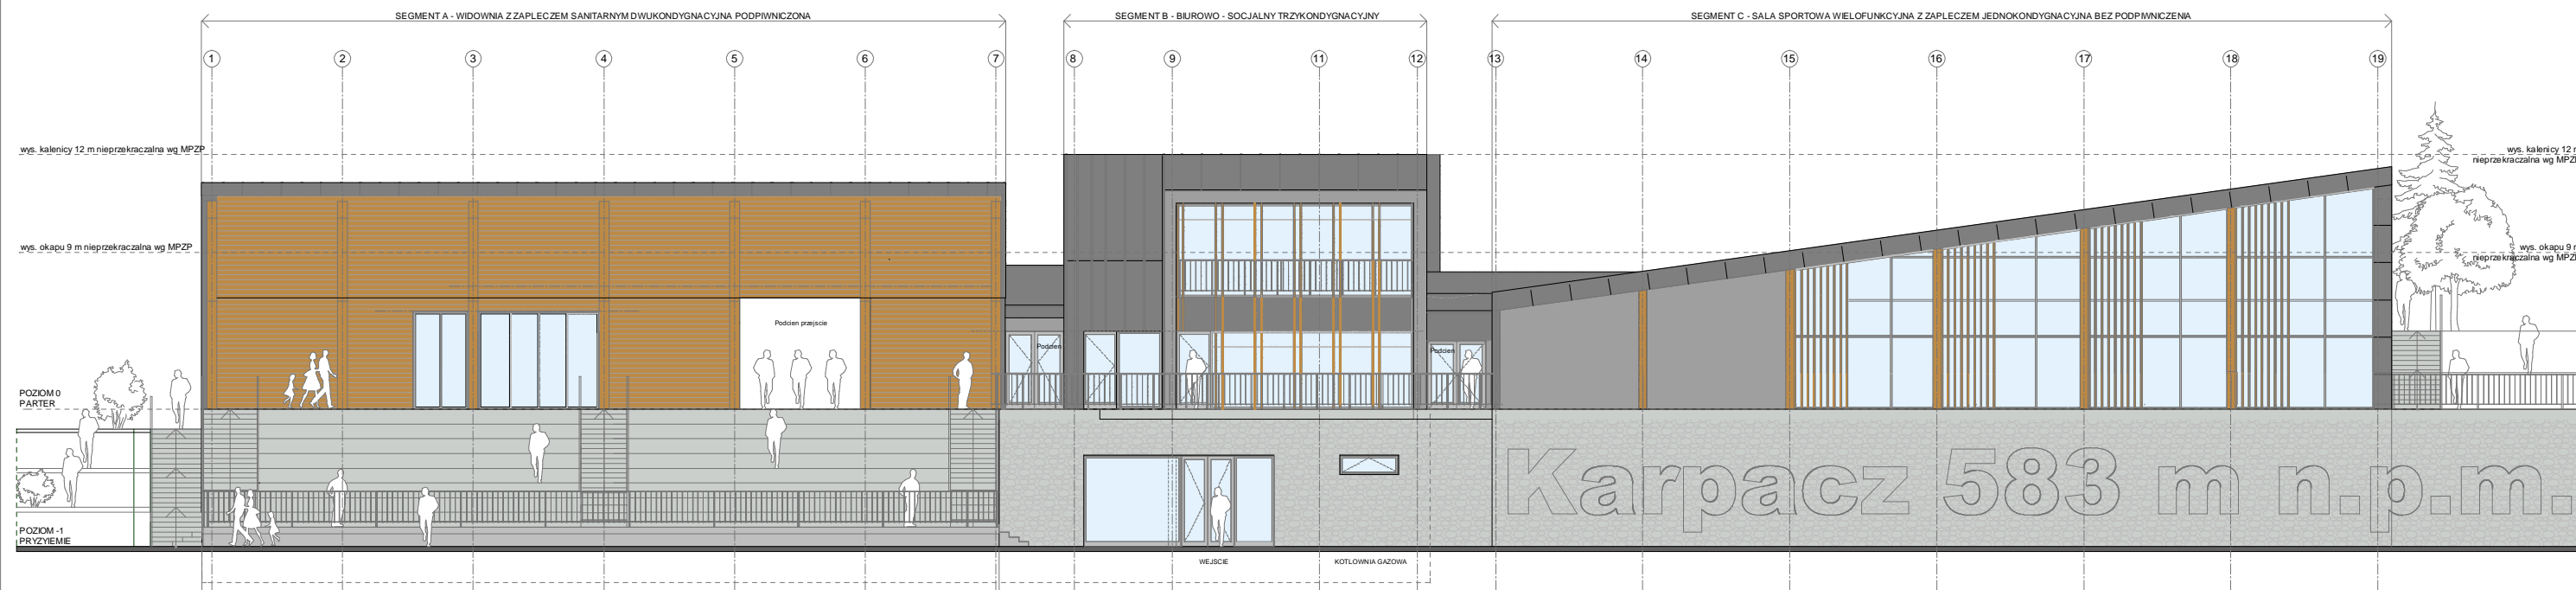 SEGMENT A - WIDOWNIA Z ZAPLECZEM SANITARNYM DWUKONDYGNACYJNA PODPIWNICZONA
SEGMENT B - BIUROWO - SOCJALNY TRZYKONDYGNACYJNY
SEGMENT C - SALA SPORTOWA WIELOFUNKCYJNA Z ZAPLECZEM JEDNOKONDYGNACYJNA BEZ PODPIWNICZENIA
1 2 3 4 5 6 7 8 9 11 12 13 14 15 16 17 18 19
wys. kalenicy 12 m nieprzekraczalna wg MPZP
wys. kalenicy 12 m
nieprzekraczalna wg MPZP
wys. okapu 9 m nieprzekraczalna wg MPZP
wys. okapu 9 m
nieprzekraczalna wg MPZP
Podcien przejscie
Podcien
Podcien
POZIOM 0
PARTER
Karpacz 583 m n.p.m.
POZIOM -1
PRYZYIEMIE
WEJSCIE
KOTLOWNIA GAZOWA